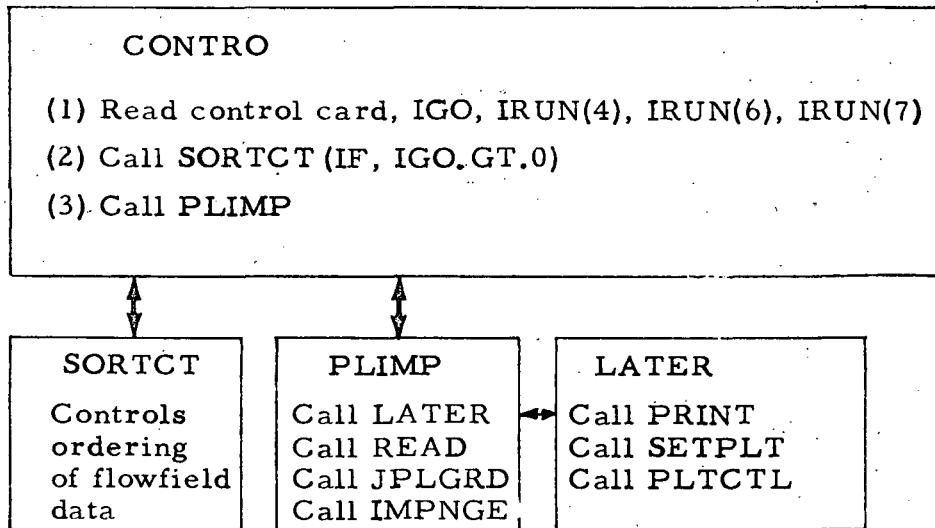 CONTRO
(1) Read control card, IGO, IRUN(4), IRUN(6), IRUN(7)
(2) Call SORTCT (IF, IGO.GT.0)
(3) Call PLIMP
SORTCT
Controls
ordering
of flowfield
data
PLIMP
Call LATER
Call READ
Call JPLGRD
Call IMPNGE
LATER
Call PRINT
Call SETPLT
Call PLTCTL